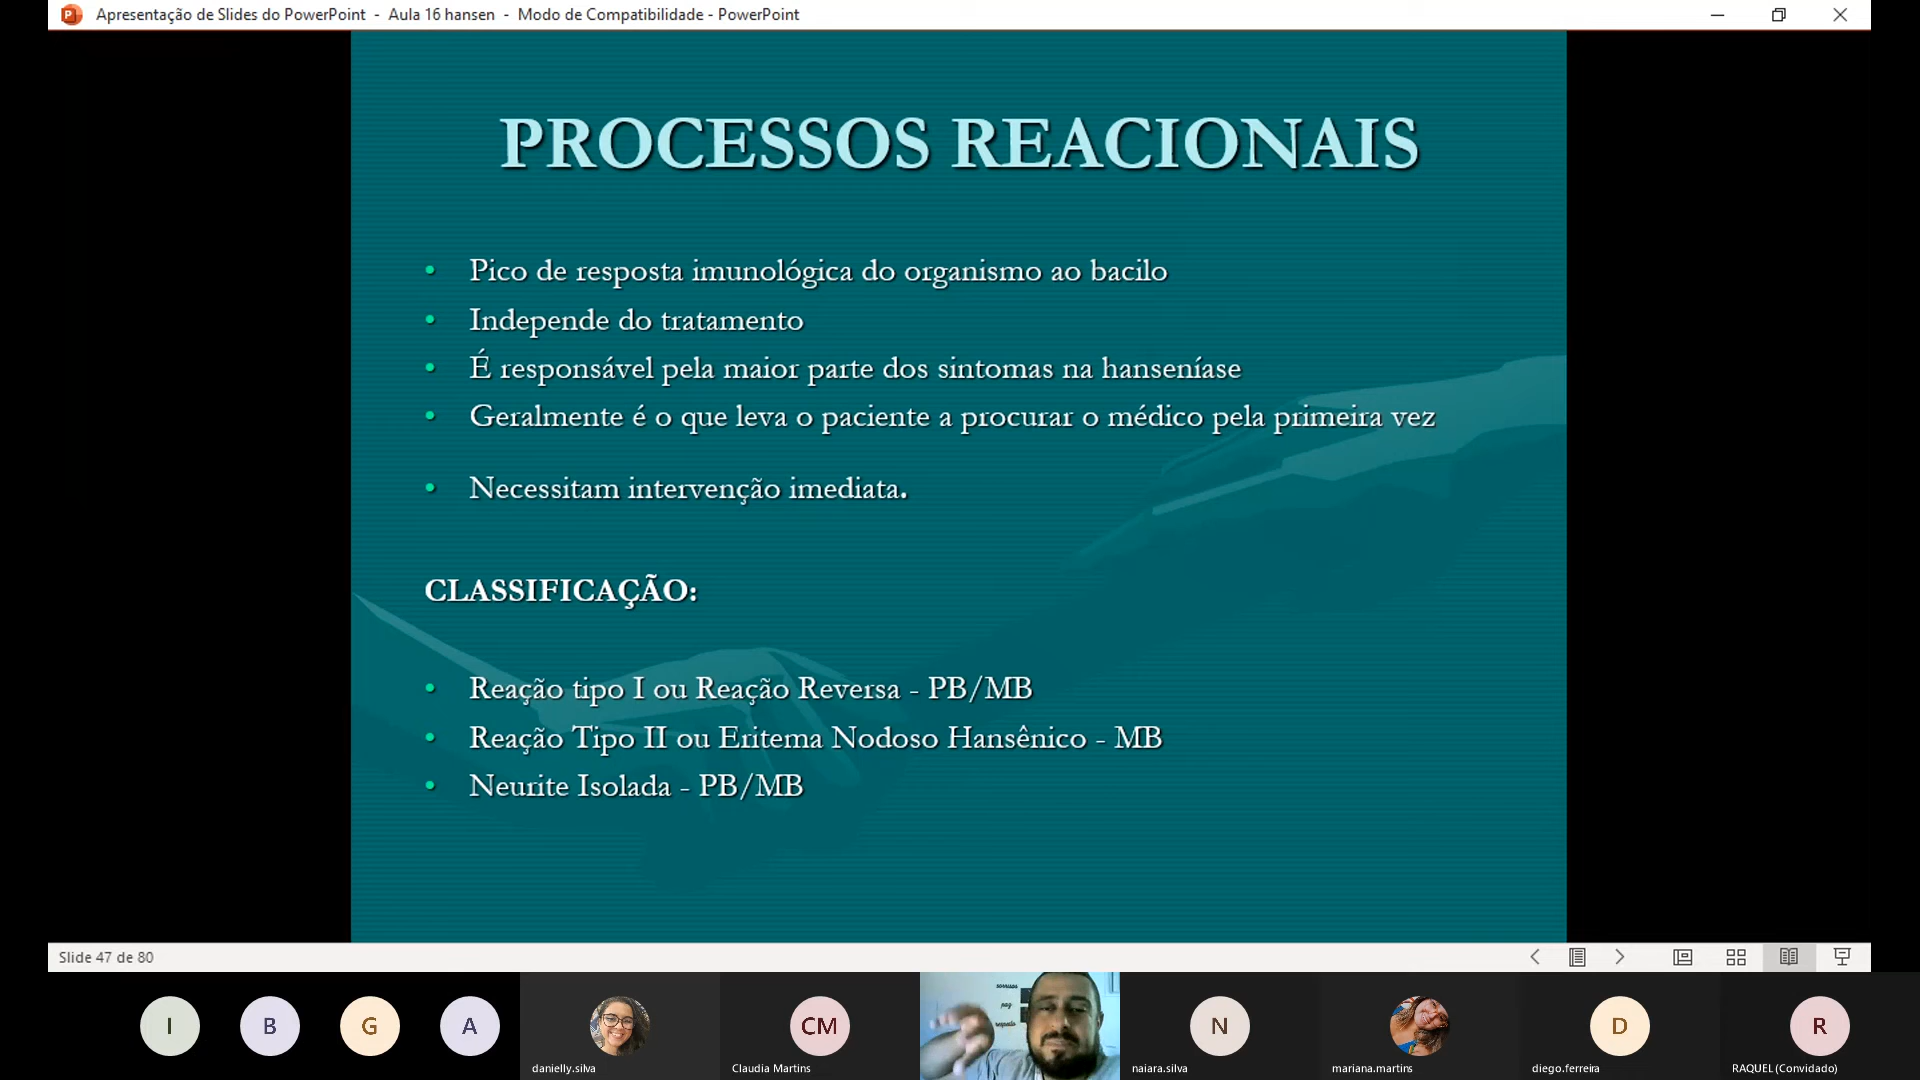 Apresentação de Slides do PowerPoint - Aula 16 hansen - Modo de Compatibilidade - PowerPoint
PROCESSOS REACIONAIS
• Pico de resposta imunológica do organismo ao bacilo
• Independe do tratamento
• É responsável pela maior parte dos sintomas na hanseníase
• Geralmente é o que leva o paciente a procurar o médico pela primeira vez
• Necessitam intervenção imediata.
CLASSIFICAÇÃO:
• Reação tipo I ou Reação Reversa - PB/MB
• Reação Tipo II ou Eritema Nodoso Hansênico - MB
• Neurite Isolada - PB/MB
Slide 47 de 80
I
B
G
A
CM
N
D
R
danielly.silva
Claudia Martins
naiara.silva
mariana.martins
diego.ferreira
RAQUEL (Convidado)